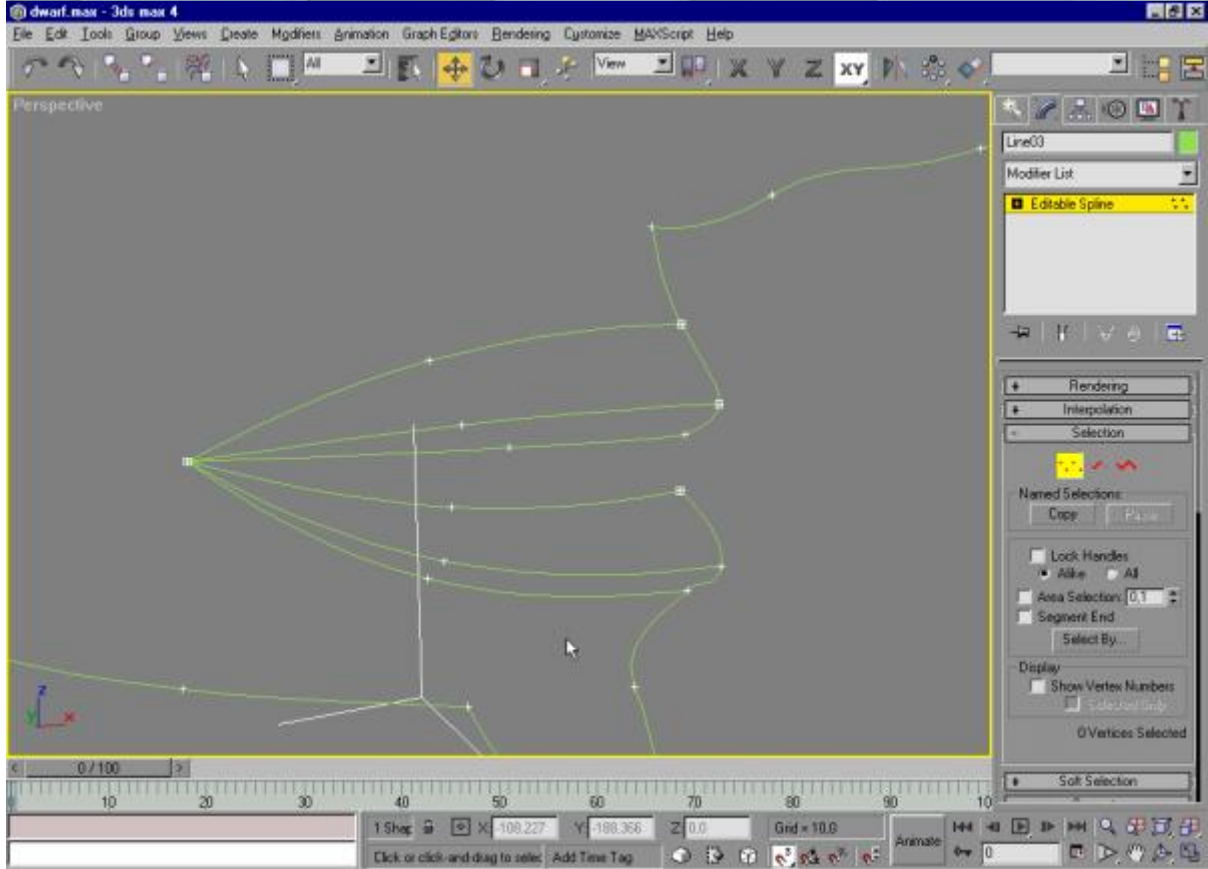 dwarf.max - 3ds max 4
File Edit Tools Group Views Create Modifiers Animation Graph Editors Rendering Customize MAXScript Help
All
View
X Y Z XY
Perspective
Line03
Modifier List
Editable Spline
Rendering
Interpolation
Selection
Named Selections:
Copy Paste
Lock Handles
Alike All
Area Selection: 0,1
Segment End
Select By...
Display
Show Vertex Numbers
Selected Only
0 Vertices Selected
Soft Selection
z
y x
0 / 100
10 20 30 40 50 60 70 80 90 10
1 Shap X: -108.227 Y: -188.366 Z: 0.0 Grid = 10.0
Animate
0
Click or click-and-drag to selec Add Time Tag